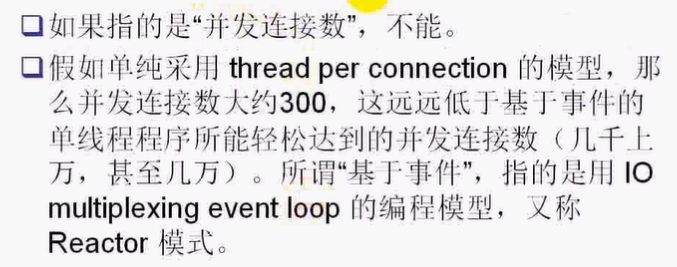 如果指的是“并发连接数”，不能。
假如单纯采用 thread per connection 的模型，那
么并发连接数大约300，这远远低于基于事件的
单线程程序所能轻松达到的并发连接数（几千上
万，甚至几万）。所谓“基于事件”，指的是用 IO
multiplexing event loop 的编程模型，又称
Reactor 模式。